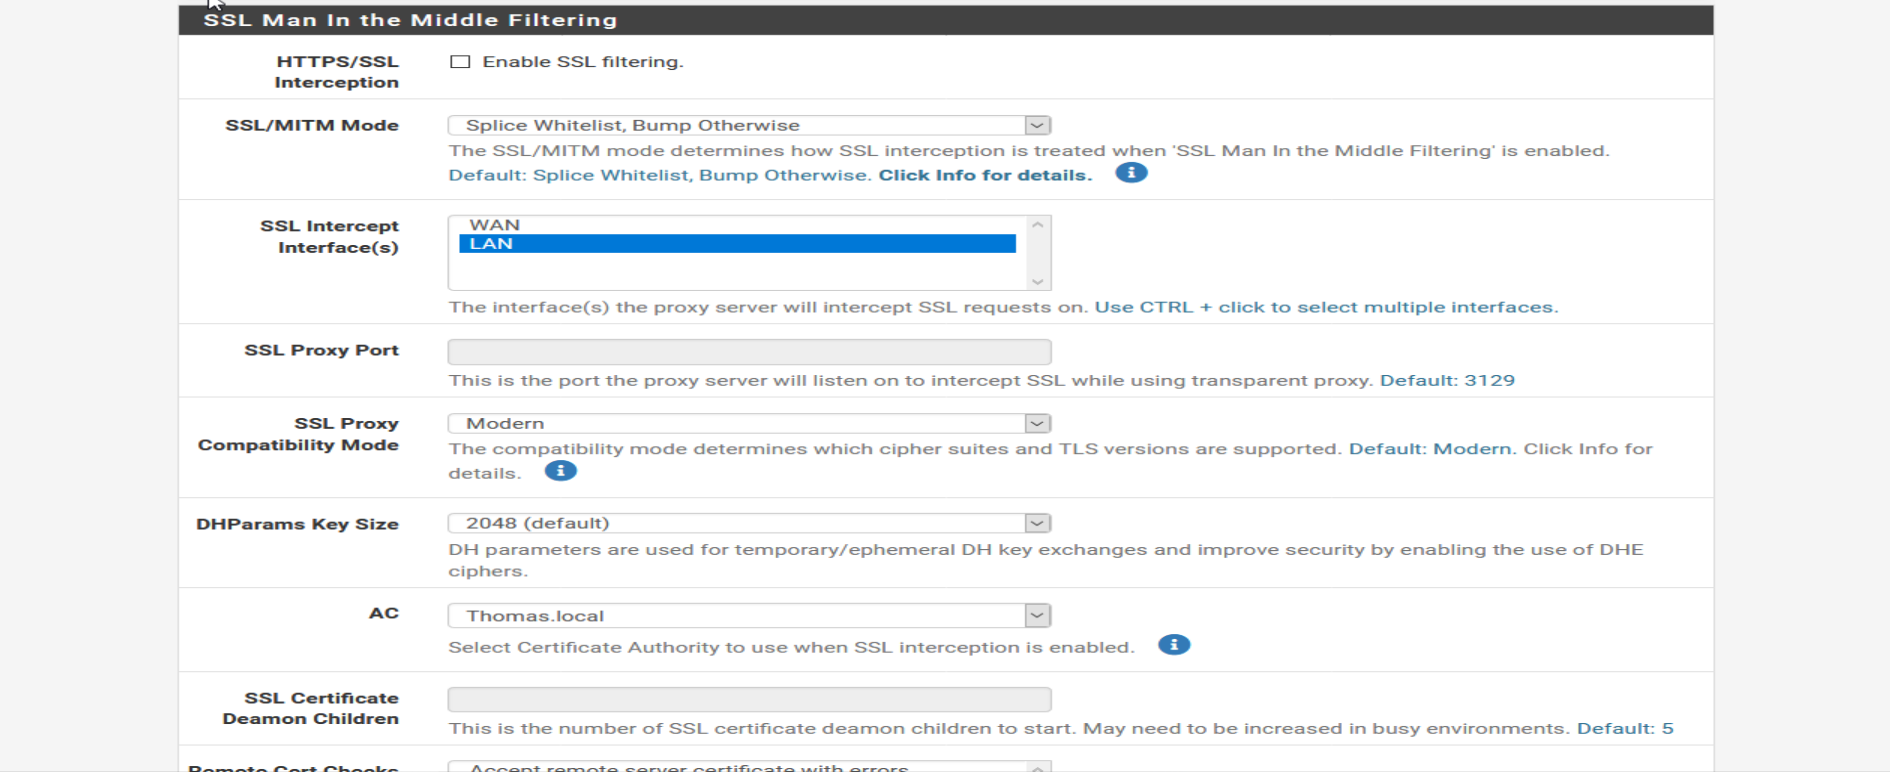 SSL Man In the Middle Filtering
HTTPS/SSL
Interception
Enable SSL filtering.
SSL/MITM Mode
Splice Whitelist, Bump Otherwise
The SSL/MITM mode determines how SSL interception is treated when 'SSL Man In the Middle Filtering' is enabled.
Default: Splice Whitelist, Bump Otherwise. Click Info for details.
SSL Intercept
Interface(s)
WAN
LAN
The interface(s) the proxy server will intercept SSL requests on. Use CTRL + click to select multiple interfaces.
SSL Proxy Port
This is the port the proxy server will listen on to intercept SSL while using transparent proxy. Default: 3129
SSL Proxy
Compatibility Mode
Modern
The compatibility mode determines which cipher suites and TLS versions are supported. Default: Modern. Click Info for
details.
DHParams Key Size
2048 (default)
DH parameters are used for temporary/ephemeral DH key exchanges and improve security by enabling the use of DHE
ciphers.
AC
Thomas.local
Select Certificate Authority to use when SSL interception is enabled.
SSL Certificate
Deamon Children
This is the number of SSL certificate deamon children to start. May need to be increased in busy environments. Default: 5
Remote Cert Checks
Accept remote server certificate with errors